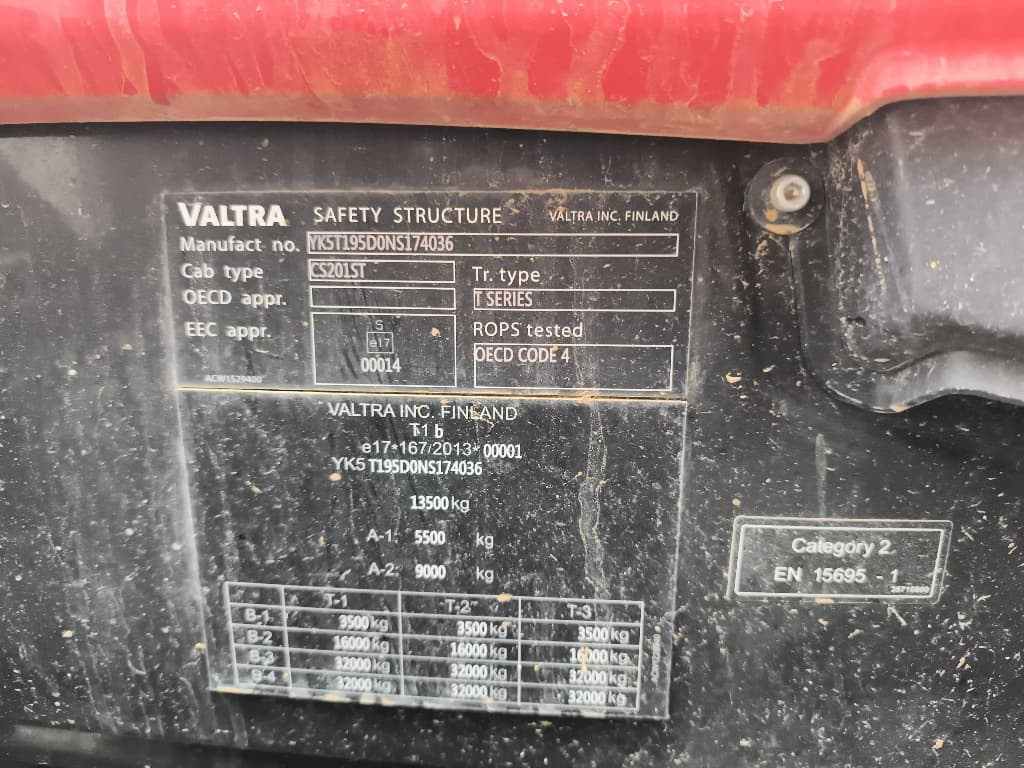 VALTRA SAFETY STRUCTURE VALTRA INC. FINLAND
Manufact no. YK5T195D0NS174036
Cab type CS201ST
Tr. type
OECD appr.
T SERIES
EEC appr.
S
e17
00014
ROPS tested
OECD CODE 4
ACW1529400
VALTRA INC. FINLAND
T1 b
e17*167/2013*00001
YK5 T195D0NS174036
13500 kg
A-1: 5500 kg
A-2: 9000 kg
T-1 T-2 T-3
B-1 3500 kg 3500 kg 3500 kg
B-2 16000 kg 16000 kg 16000 kg
B-3 32000 kg 32000 kg 32000 kg
B-4 32000 kg 32000 kg 32000 kg
Category 2
EN 15695 - 1